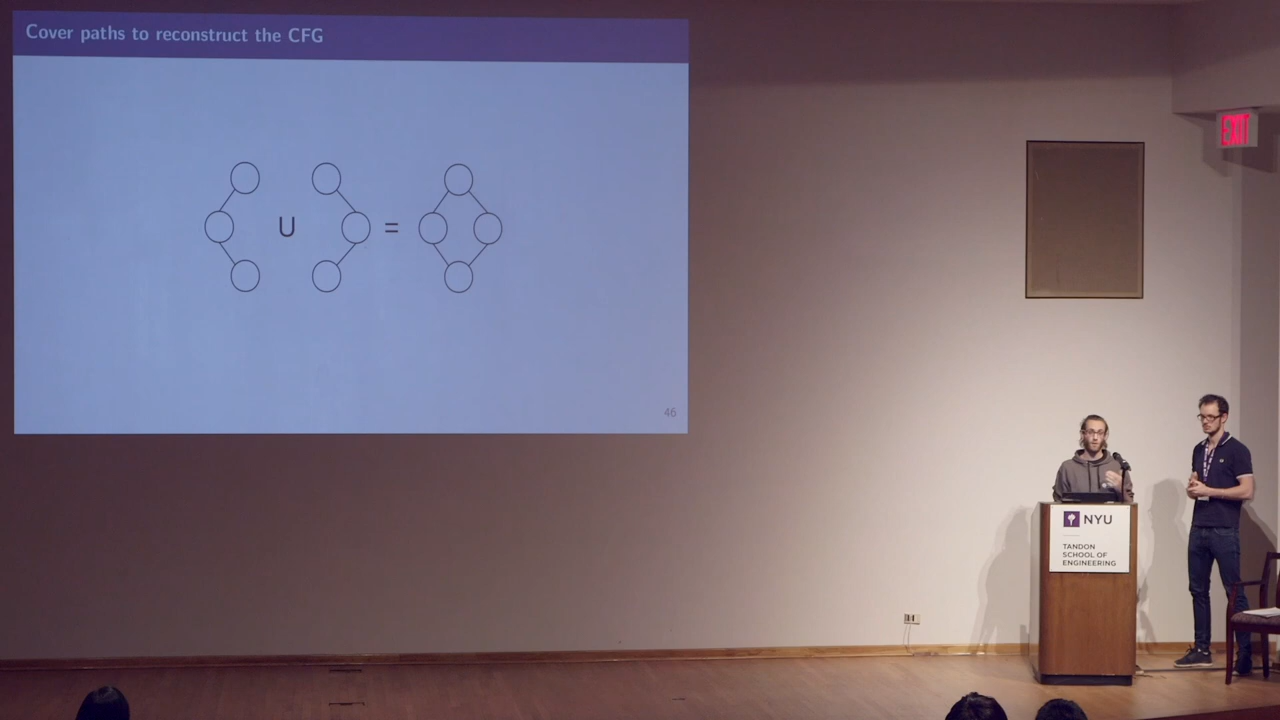 Cover paths to reconstruct the CFG
U
=
46
EXIT
NYU
TANDON
SCHOOL OF
ENGINEERING